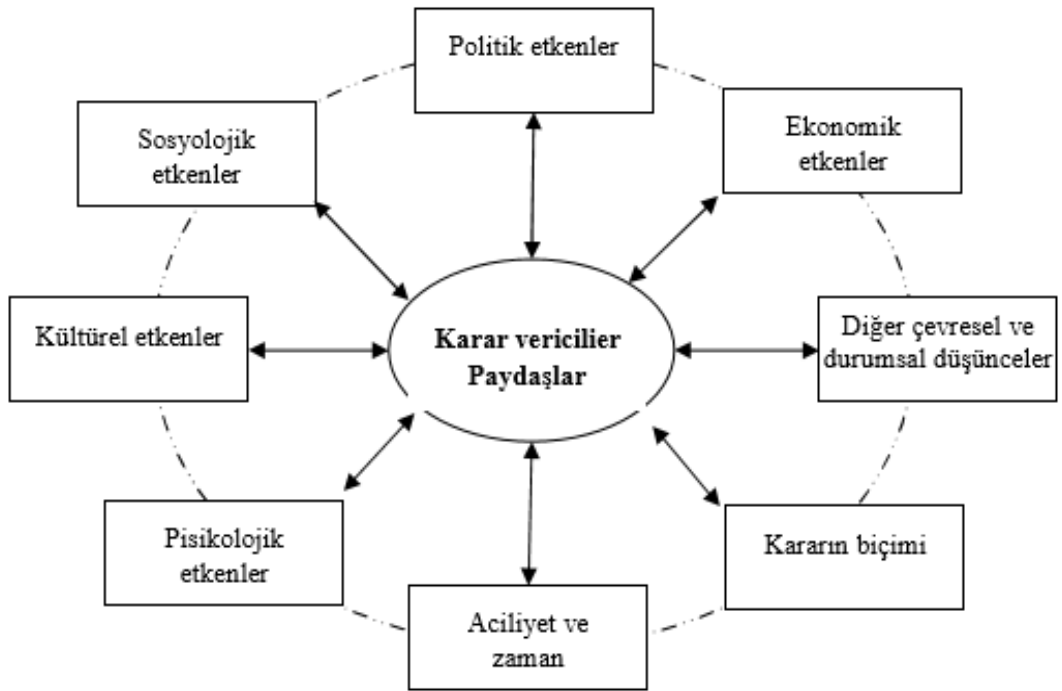 Politik etkenler
Ekonomik
etkenler
Sosyolojik
etkenler
Kültürel etkenler
Karar vericilier
Paydaşlar
Diğer çevresel ve
durumsal düşünceler
Pisikolojik
etkenler
Kararın biçimi
Aciliyet ve
zaman